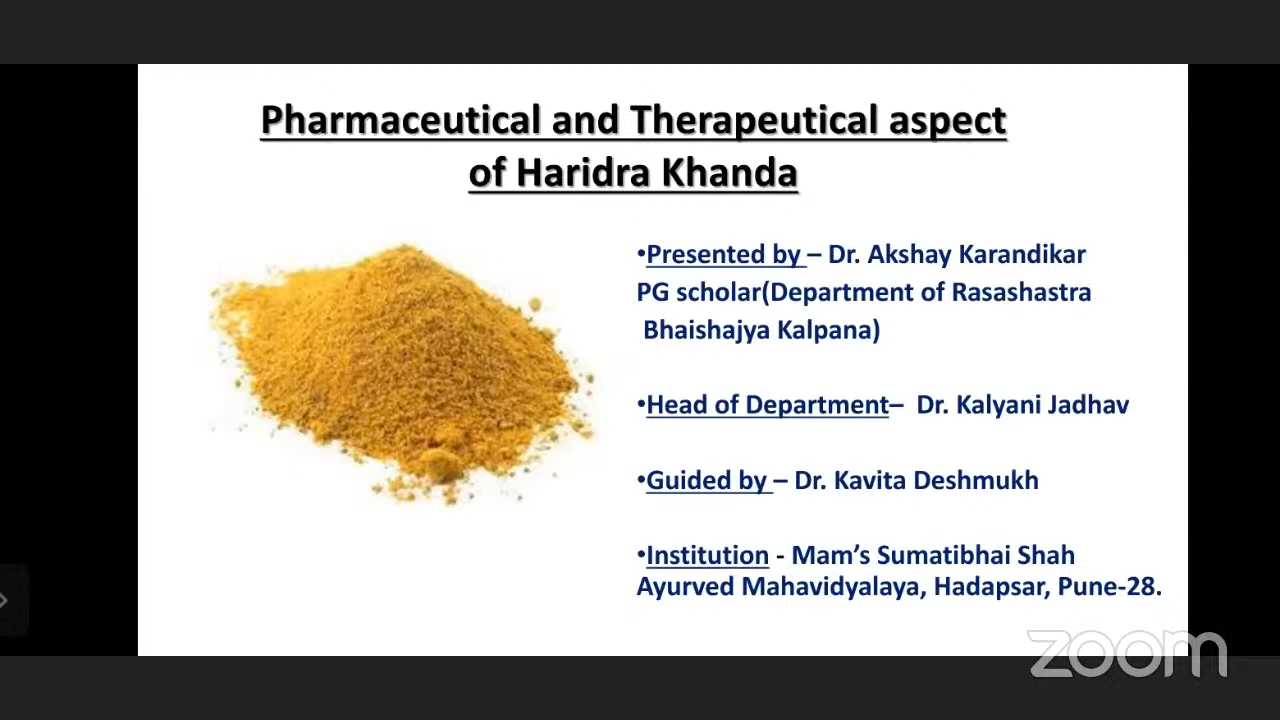 Pharmaceutical and Therapeutical aspect
of Haridra Khanda
•Presented by – Dr. Akshay Karandikar
PG scholar(Department of Rasashastra
Bhaishajya Kalpana)
•Head of Department– Dr. Kalyani Jadhav
•Guided by – Dr. Kavita Deshmukh
•Institution - Mam’s Sumatibhai Shah
Ayurved Mahavidyalaya, Hadapsar, Pune-28.
zoom